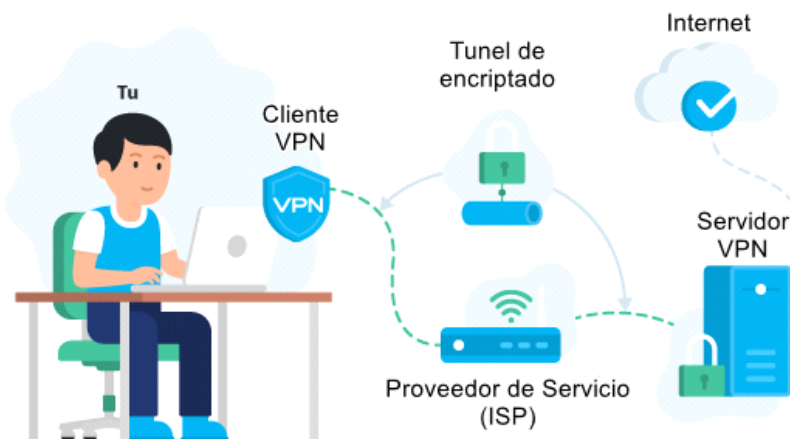 Internet
Tunel de
encriptado
Tu
Cliente
VPN
VPN
Servidor
VPN
Proveedor de Servicio
(ISP)